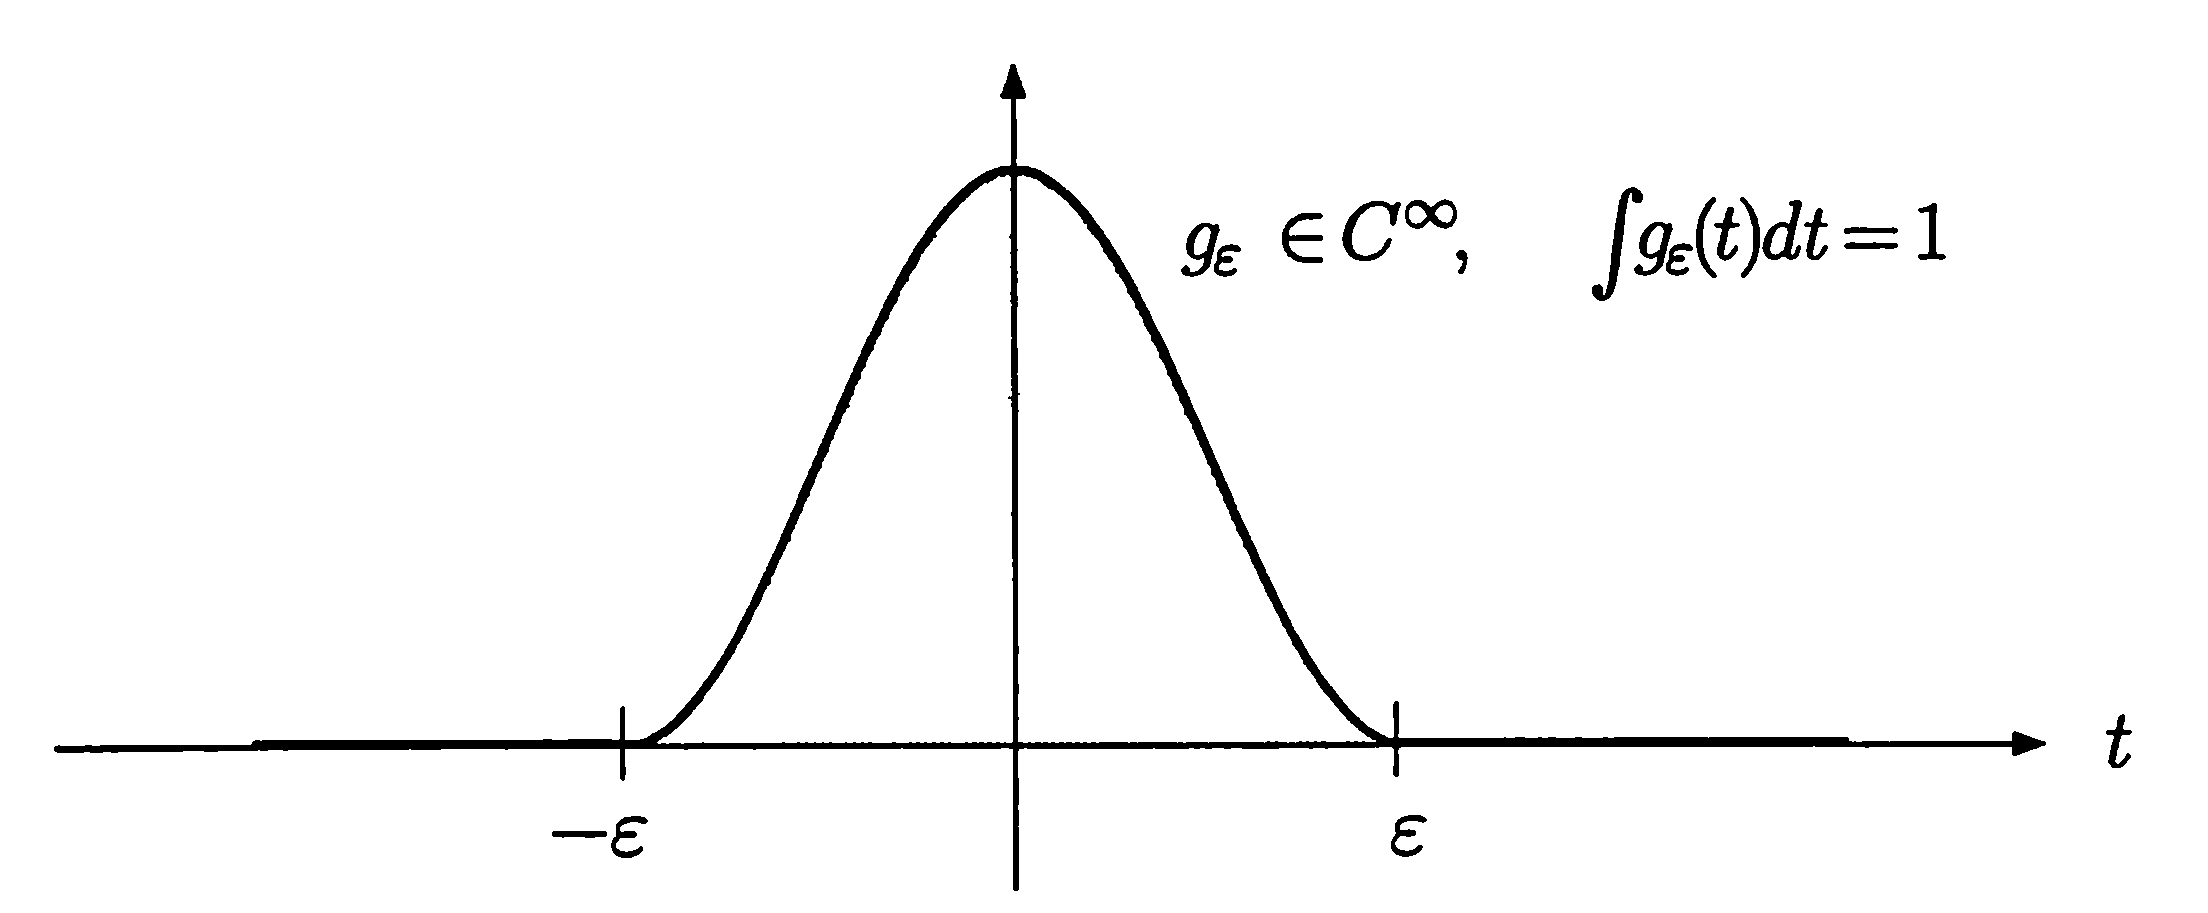 g_ε ∈ C^∞, ∫g_ε(t)dt = 1
t
−ε ε